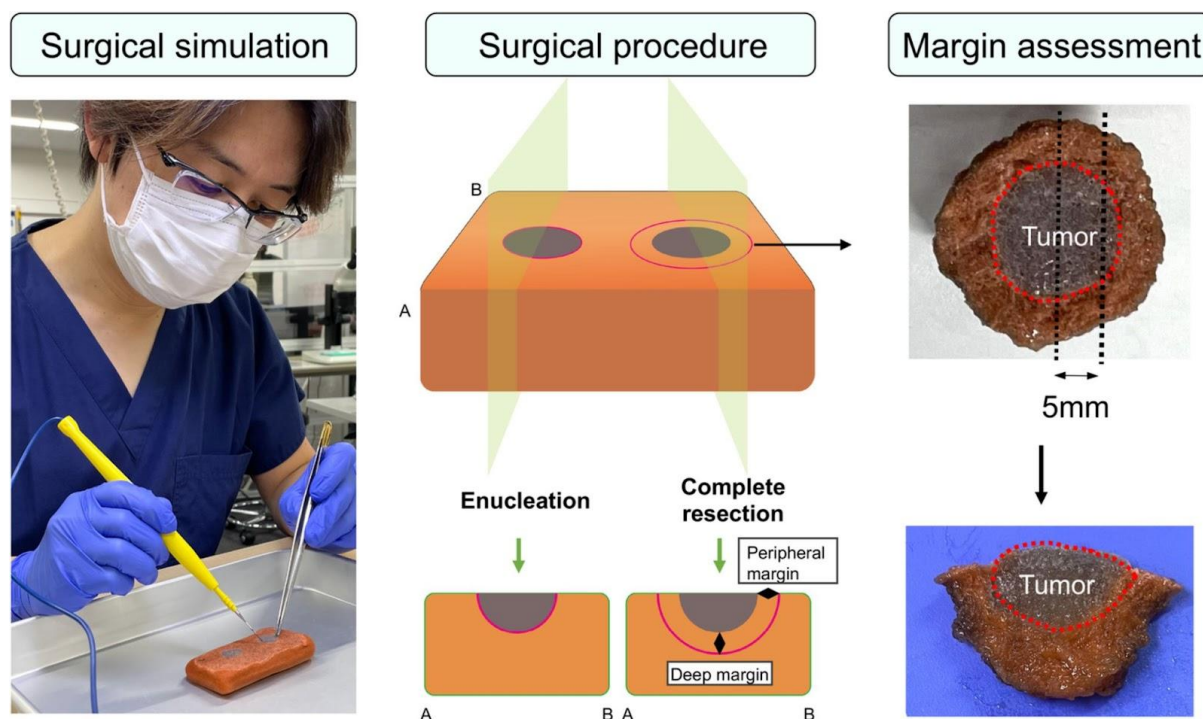 Surgical simulation
Surgical procedure
Margin assessment
B
A
Tumor
5mm
Enucleation
Complete
resection
Peripheral
margin
Deep margin
A
B
A
B
Tumor